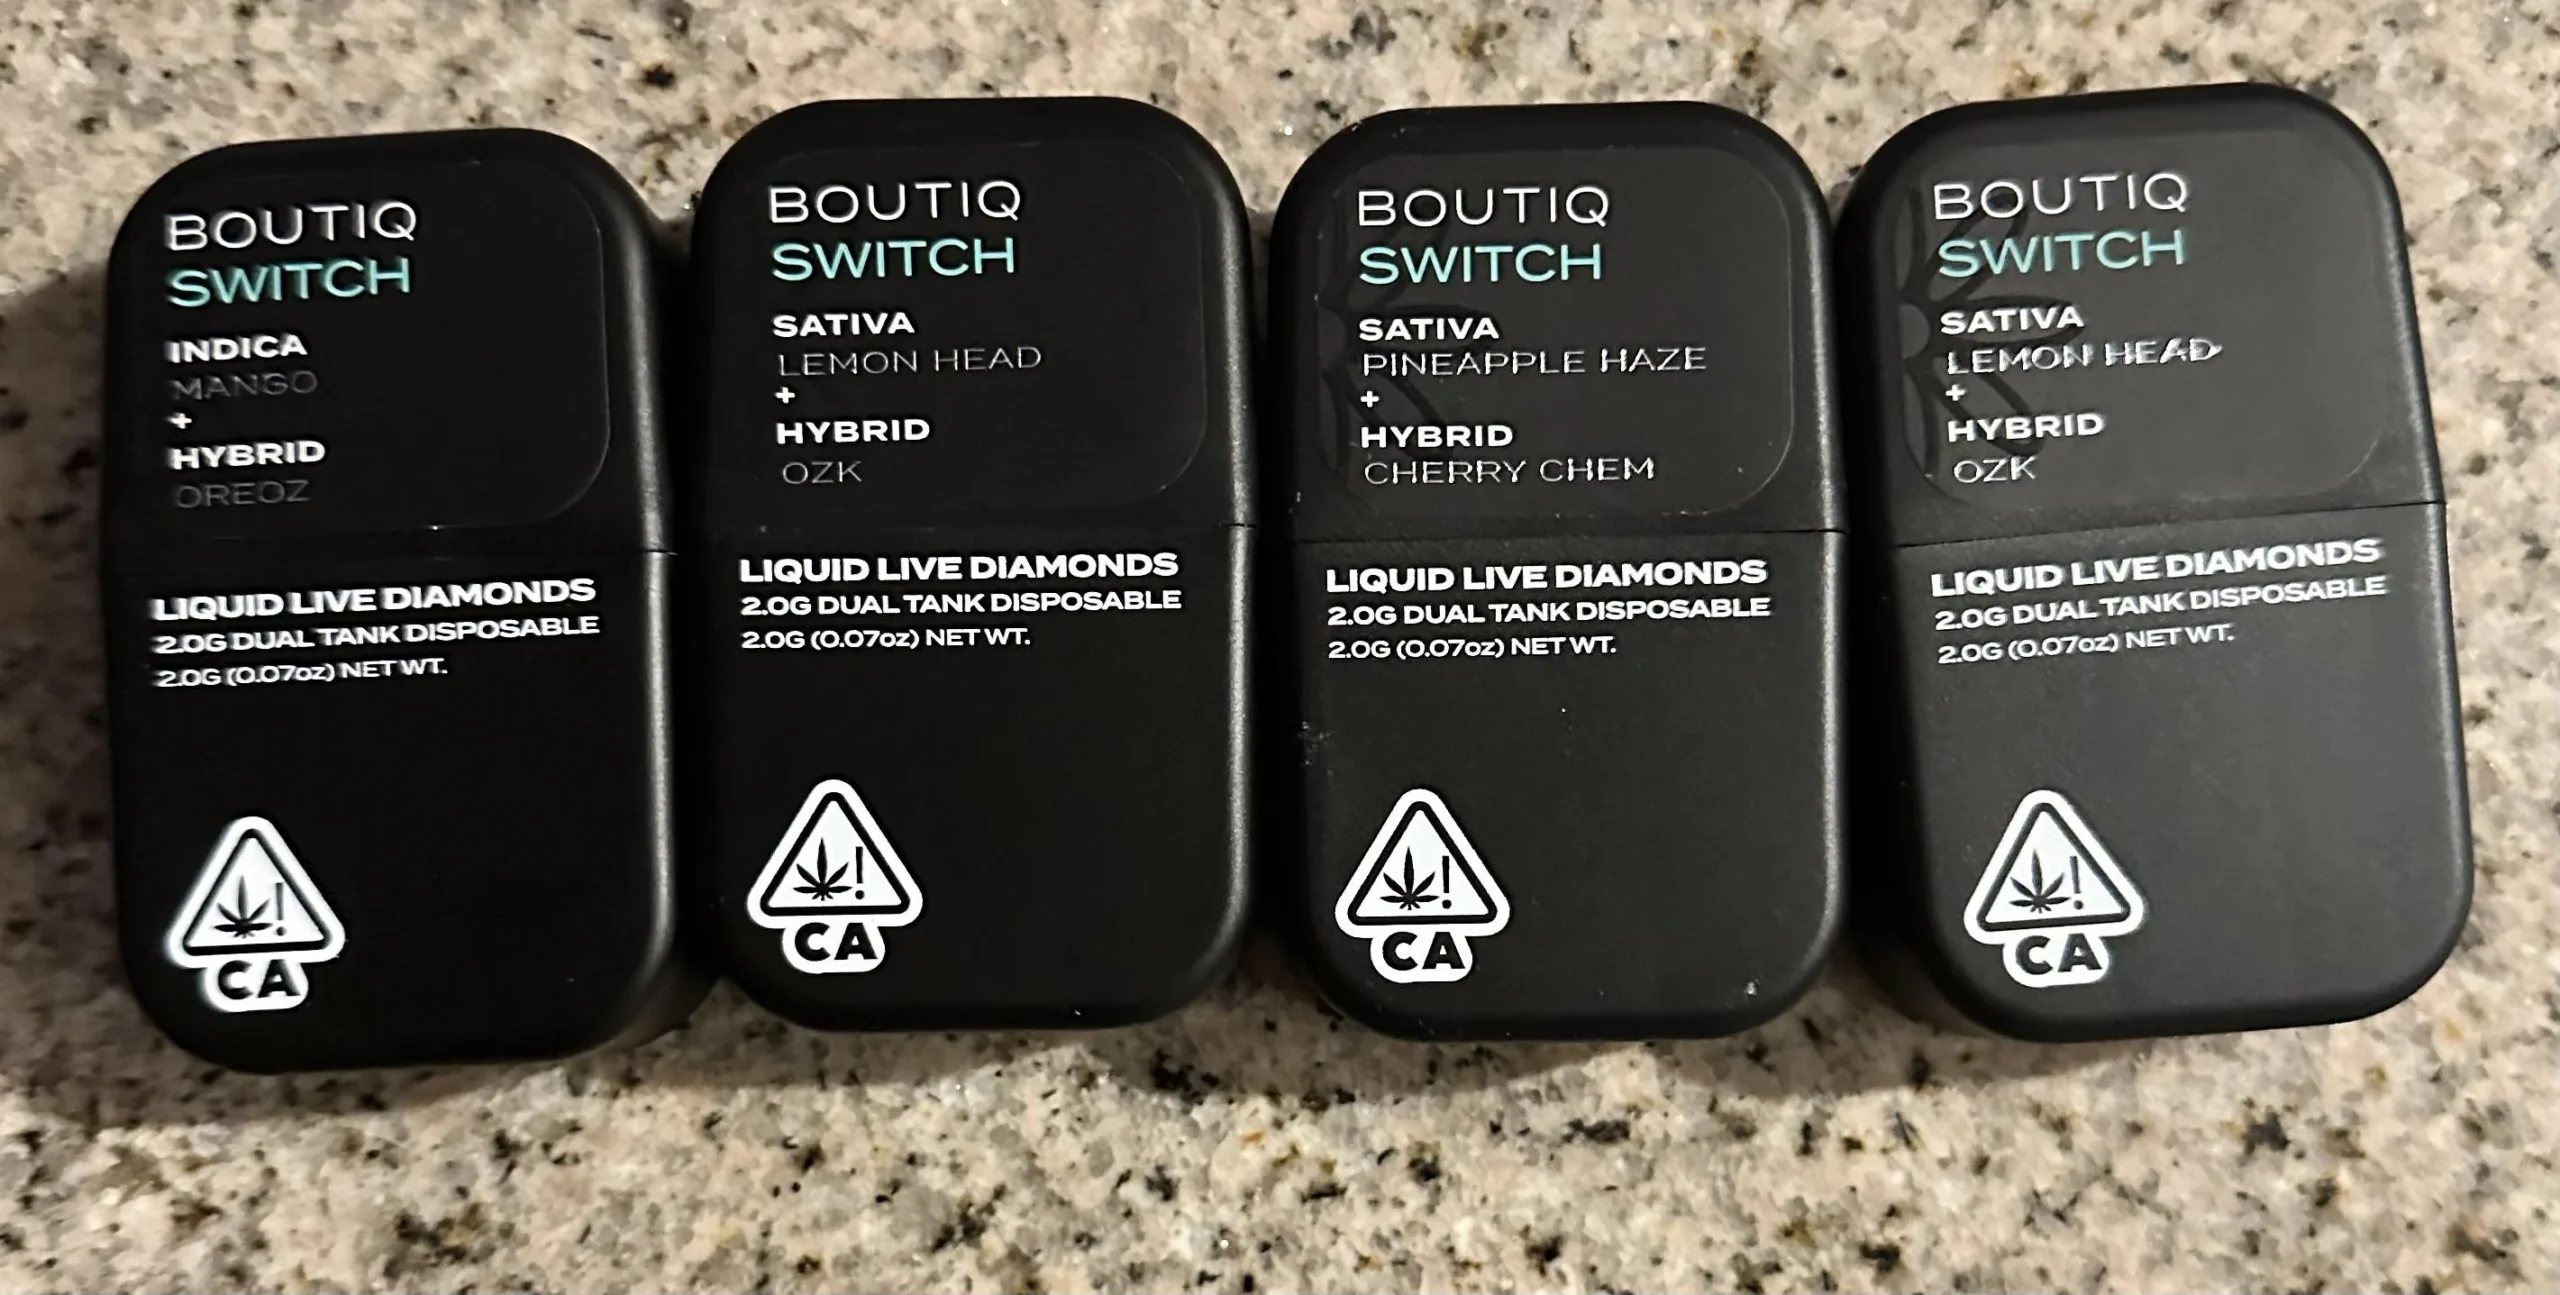 BOUTIQ
SWITCH
INDICA
MANGO
+
HYBRID
OREOZ
LIQUID LIVE DIAMONDS
2.0G DUAL TANK DISPOSABLE
2.0G (0.07oz) NET WT.
!
CA
BOUTIQ
SWITCH
SATIVA
LEMON HEAD
+
HYBRID
OZK
LIQUID LIVE DIAMONDS
2.0G DUAL TANK DISPOSABLE
2.0G (0.07oz) NET WT.
!
CA
BOUTIQ
SWITCH
SATIVA
PINEAPPLE HAZE
+
HYBRID
CHERRY CHEM
LIQUID LIVE DIAMONDS
2.0G DUAL TANK DISPOSABLE
2.0G (0.07oz) NET WT.
!
CA
BOUTIQ
SWITCH
SATIVA
LEMON HEAD
+
HYBRID
OZK
LIQUID LIVE DIAMONDS
2.0G DUAL TANK DISPOSABLE
2.0G (0.07oz) NET WT.
!
CA